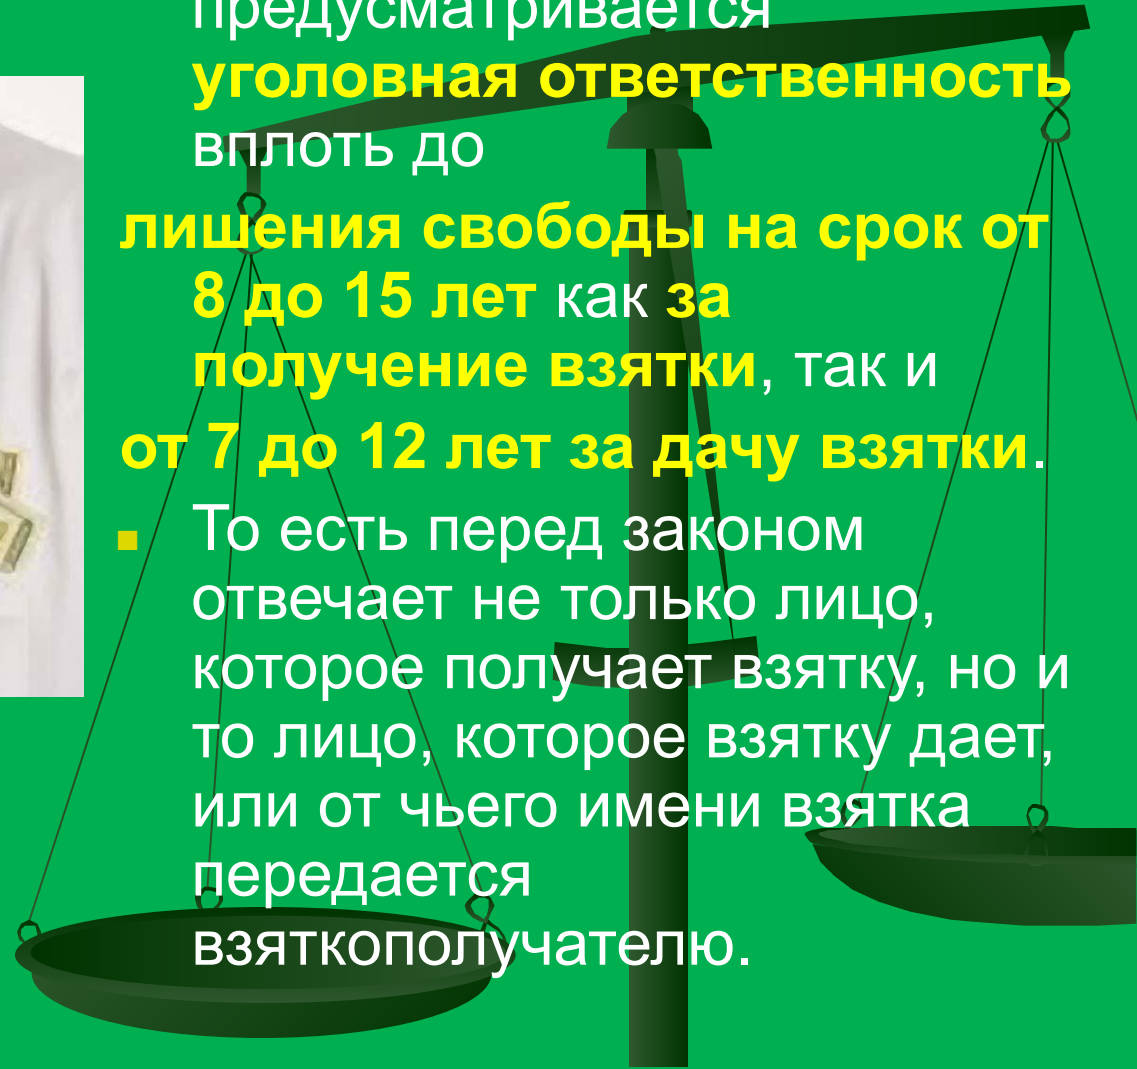 предусматривается
уголовная ответственность
вплоть до
лишения свободы на срок от
8 до 15 лет как за
получение взятки, так и
от 7 до 12 лет за дачу взятки.
То есть перед законом
отвечает не только лицо,
которое получает взятку, но и
то лицо, которое взятку дает,
или от чьего имени взятка
передается
взяткополучателю.